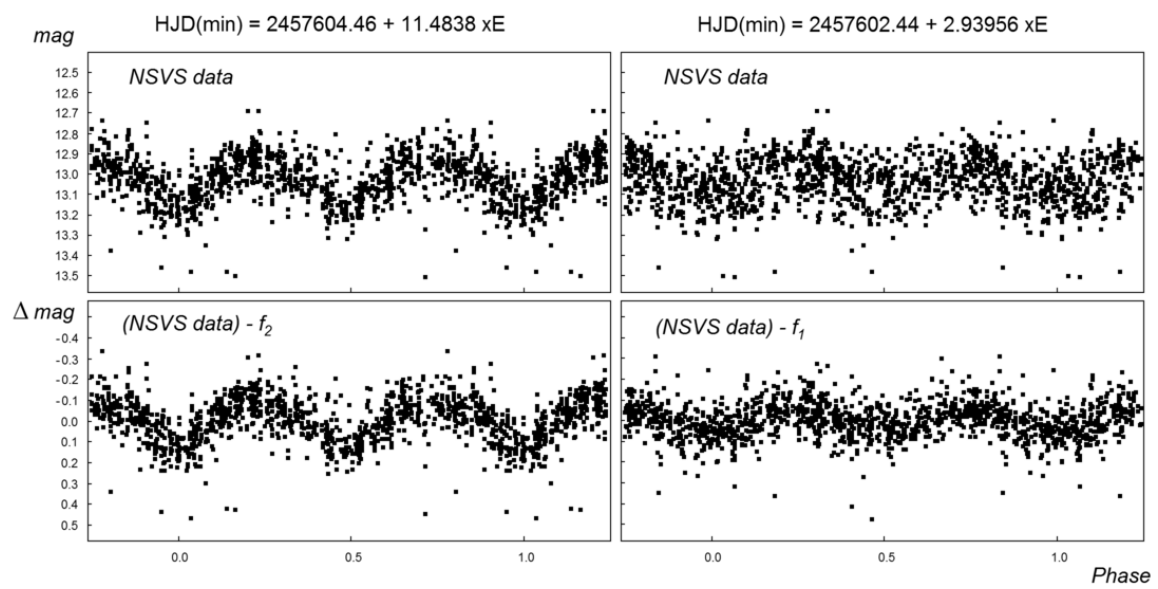 HJD(min) = 2457604.46 + 11.4838 xE
HJD(min) = 2457602.44 + 2.93956 xE
mag
NSVS data
NSVS data
12.5
12.6
12.7
12.8
12.9
13.0
13.1
13.2
13.3
13.4
13.5
Δ mag
(NSVS data) - f2
(NSVS data) - f1
-0.4
-0.3
-0.2
-0.1
0.0
0.1
0.2
0.3
0.4
0.5
0.0 0.5 1.0
0.0 0.5 1.0
Phase